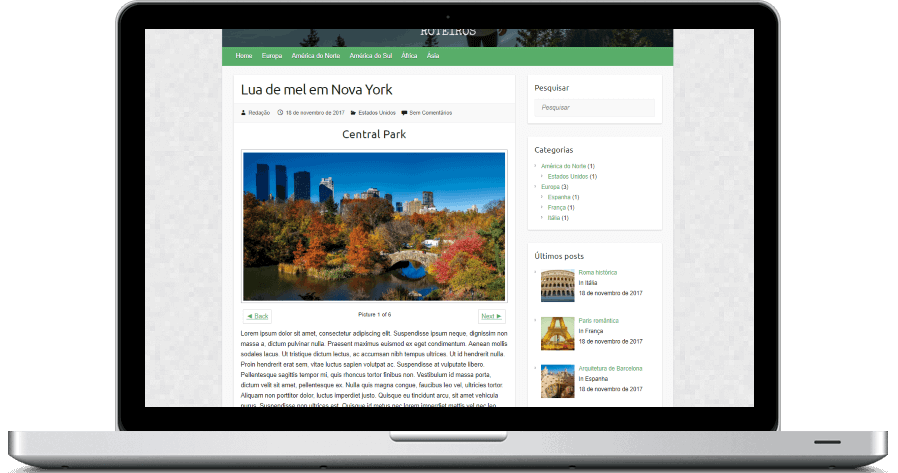 ROTEIROS
Home Europa América do Norte América do Sul África Ásia
Lua de mel em Nova York
Redação 18 de novembro de 2017 Estados Unidos Sem Comentários
Central Park
◄ Back Picture 1 of 6 Next ►
Lorem ipsum dolor sit amet, consectetur adipiscing elit. Suspendisse ipsum neque, dignissim non
massa a, dictum pulvinar nulla. Praesent maximus euismod ex eget condimentum. Aenean mollis
sodales lacus. Ut tristique dictum lectus, ac accumsan nibh tempus ultrices. Ut id hendrerit nulla.
Proin hendrerit erat sem, vitae luctus sapien volutpat ac. Suspendisse at vulputate libero.
Pellentesque sagittis tempor mi, quis rhoncus tortor finibus non. Vestibulum id massa porta,
dictum velit sit amet, pellentesque ex. Nulla quis magna congue, faucibus leo vel, ultricies tortor.
Aliquam non porttitor dolor, luctus imperdiet justo. Quisque eu tincidunt arcu, sit amet vehicula
nunc. Suspendisse non ultrices est. Quisque id metus nec lorem imperdiet mattis vel nec leo.
Pesquisar
Pesquisar
Categorias
América do Norte (1)
Estados Unidos (1)
Europa (3)
Espanha (1)
França (1)
Itália (1)
Últimos posts
Roma histórica
In Itália
18 de novembro de 2017
Paris romântica
In França
18 de novembro de 2017
Arquitetura de Barcelona
In Espanha
18 de novembro de 2017